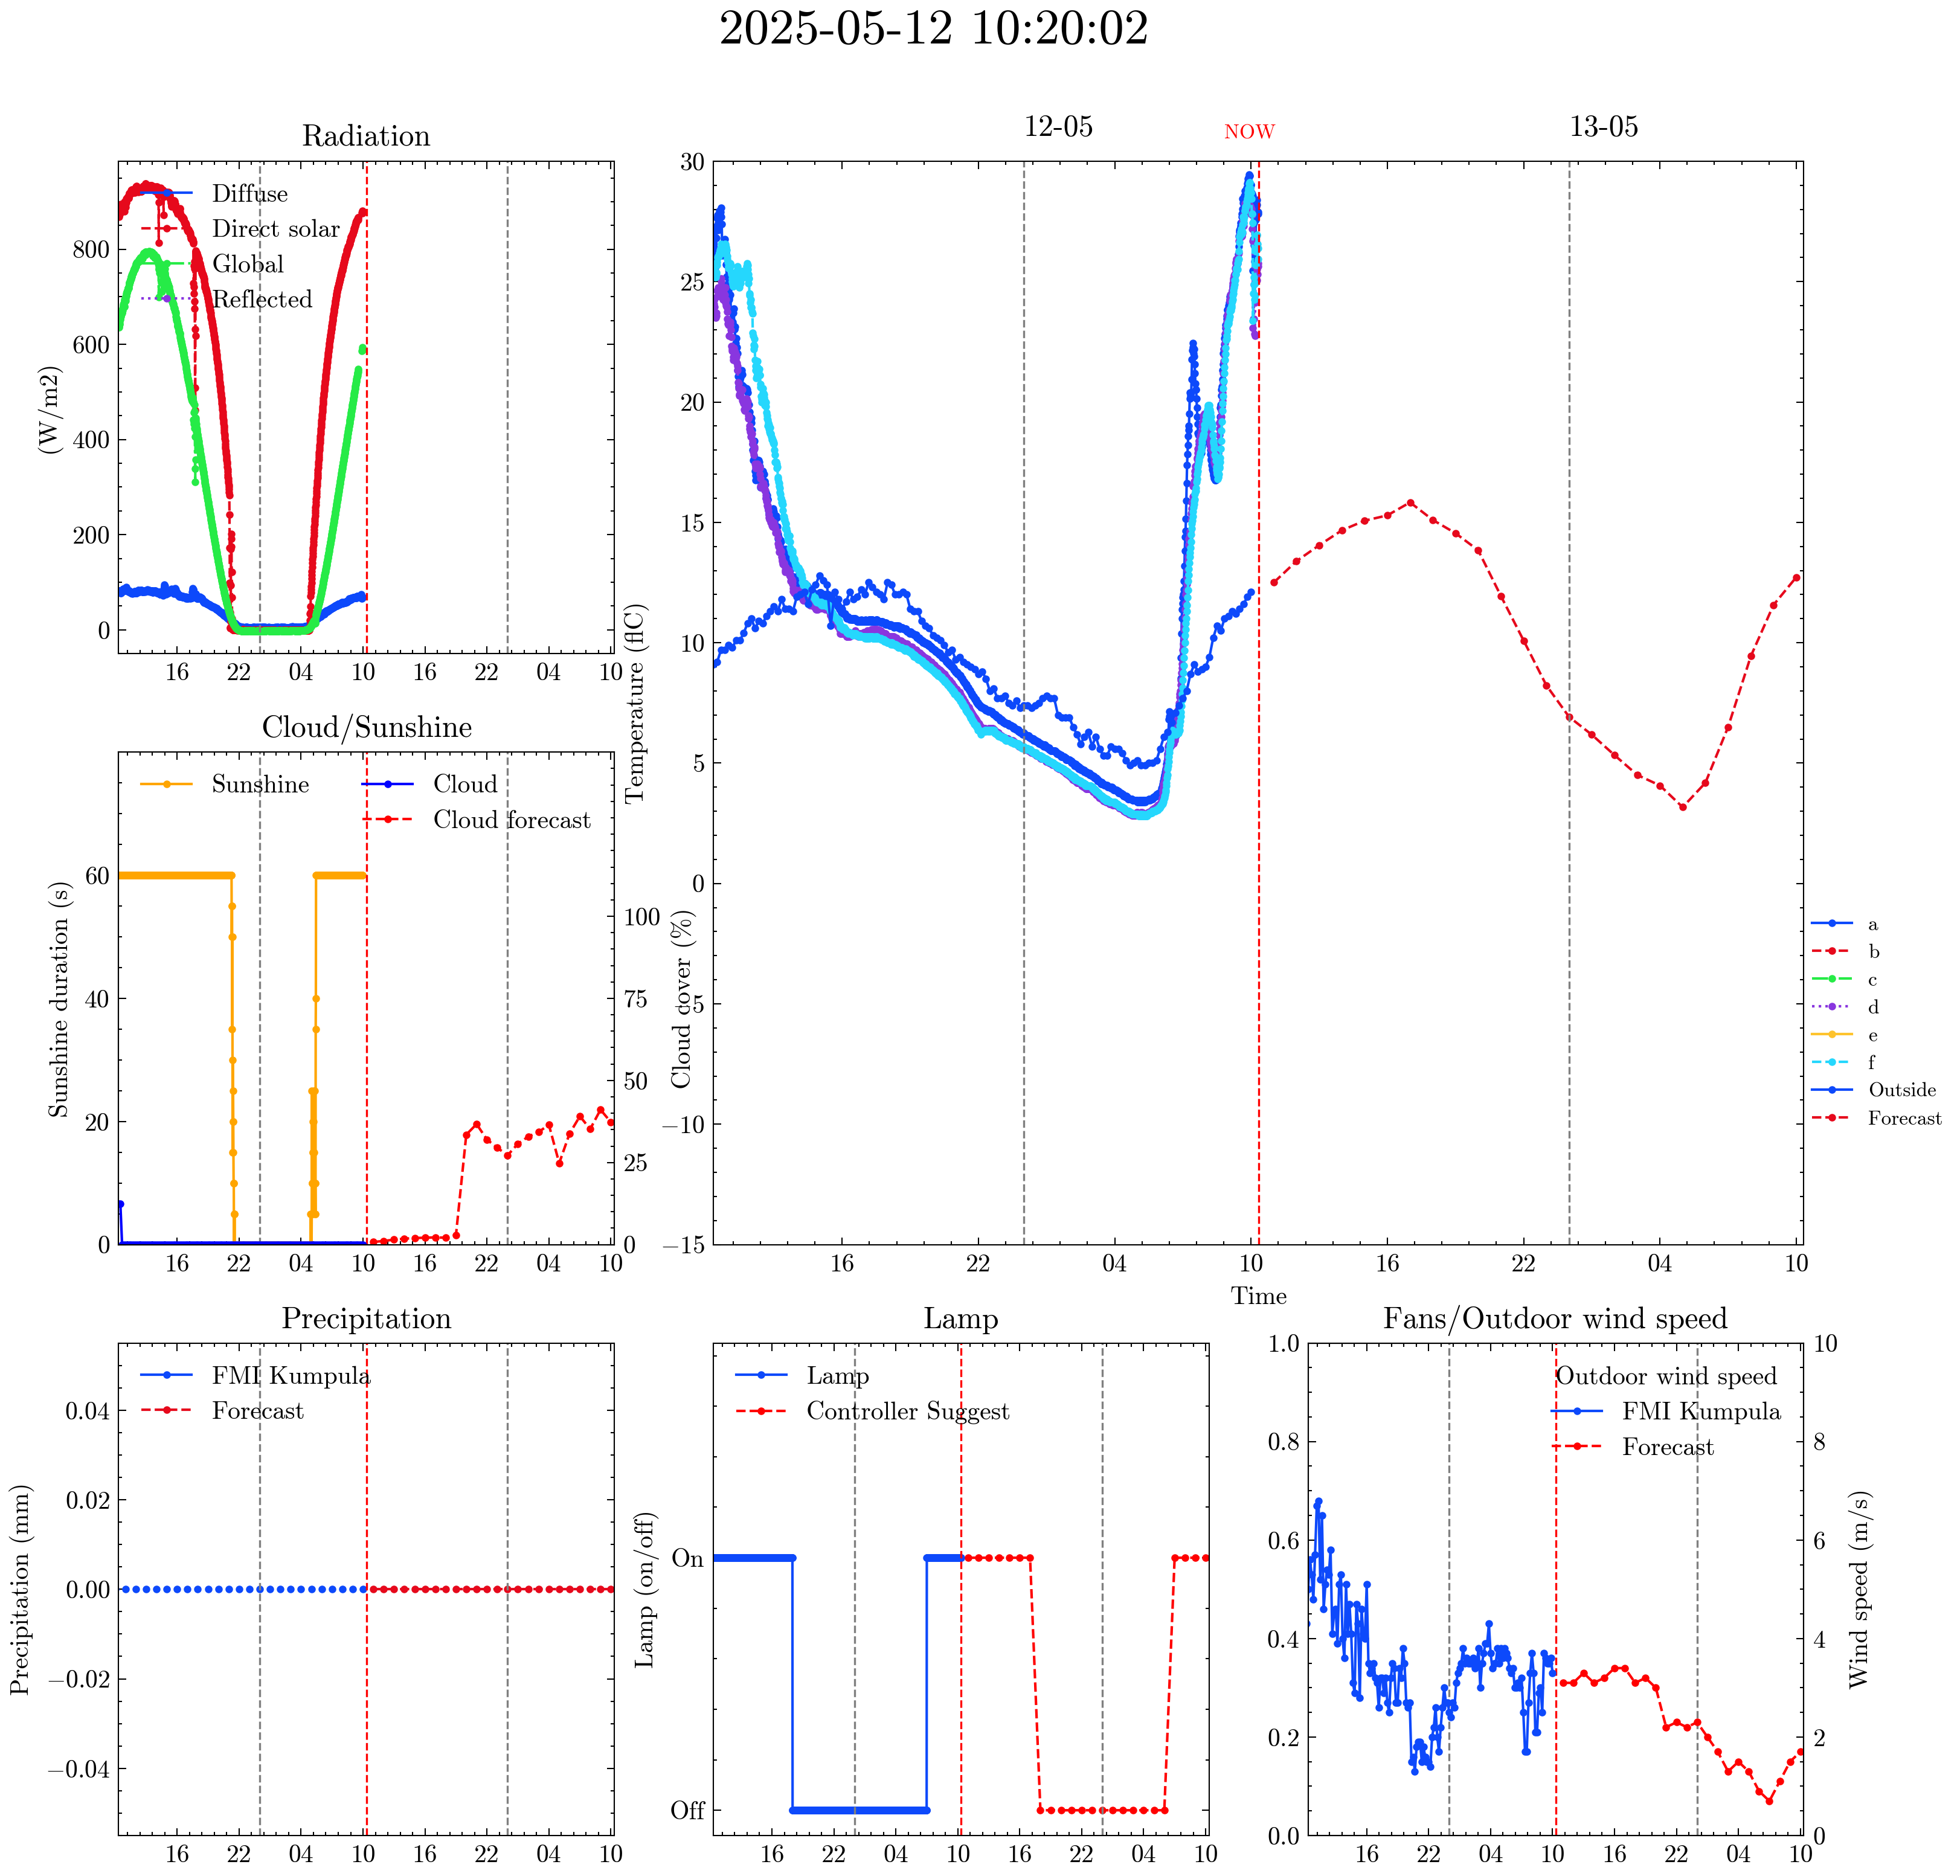 2025-05-12 10:20:02
Radiation
Diffuse
Direct solar
Global
Reflected
(W/m2)
800
600
400
200
0
16 22 04 10 16 22 04 10
12-05 NOW 13-05
30
25
20
15
10
5
0
−5
−10
−15
Temperature (flC)
16 22 04 10 16 22 04 10
Time
a
b
c
d
e
f
Outside
Forecast
Cloud/Sunshine
Sunshine
Cloud
Cloud forecast
Sunshine duration (s)
60
40
20
0
100
75
50
25
0
Cloud cover (%)
16 22 04 10 16 22 04 10
Precipitation
FMI Kumpula
Forecast
Precipitation (mm)
0.04
0.02
0.00
−0.02
−0.04
16 22 04 10 16 22 04 10
Lamp
Lamp
Controller Suggest
Lamp (on/off)
On
Off
16 22 04 10 16 22 04 10
Fans/Outdoor wind speed
Outdoor wind speed
FMI Kumpula
Forecast
1.0
0.8
0.6
0.4
0.2
0.0
10
8
6
4
2
0
Wind speed (m/s)
16 22 04 10 16 22 04 10